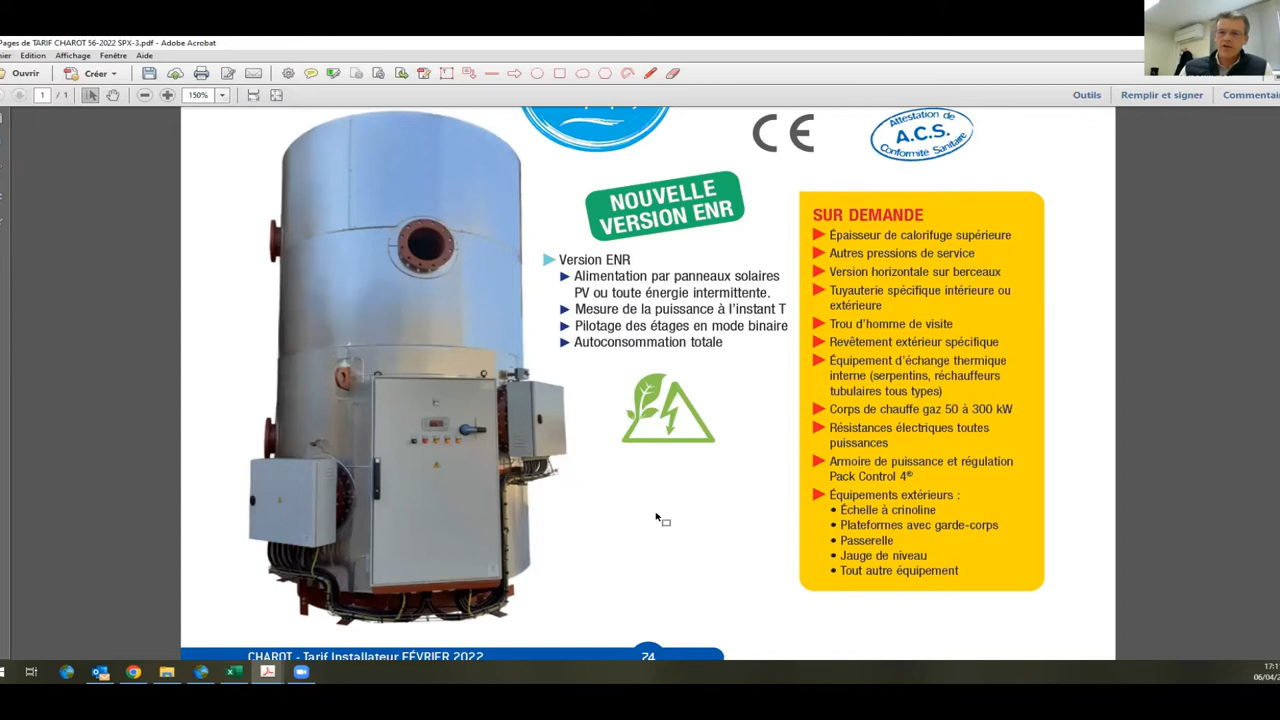 Pages de TARIF CHAROT 56-2022 SPX-3.pdf - Adobe Acrobat
Edition Affichage Fenêtre Aide
Ouvrir Créer
1 / 1 150% Outils Remplir et signer
CE
Attestation de
A.C.S.
Conformité Sanitaire
NOUVELLE
VERSION ENR
Version ENR
Alimentation par panneaux solaires
PV ou toute énergie intermittente.
Mesure de la puissance à l'instant T
Pilotage des étages en mode binaire
Autoconsommation totale
SUR DEMANDE
Épaisseur de calorifuge supérieure
Autres pressions de service
Version horizontale sur berceaux
Tuyauterie spécifique intérieure ou
extérieure
Trou d'homme de visite
Revêtement extérieur spécifique
Équipement d'échange thermique
interne (serpentins, réchauffeurs
tubulaires tous types)
Corps de chauffe gaz 50 à 300 kW
Résistances électriques toutes
puissances
Armoire de puissance et régulation
Pack Control 4®
Équipements extérieurs :
• Échelle à crinoline
• Plateformes avec garde-corps
• Passerelle
• Jauge de niveau
• Tout autre équipement
CHAROT - Tarif Installateur FÉVRIER 2022 74